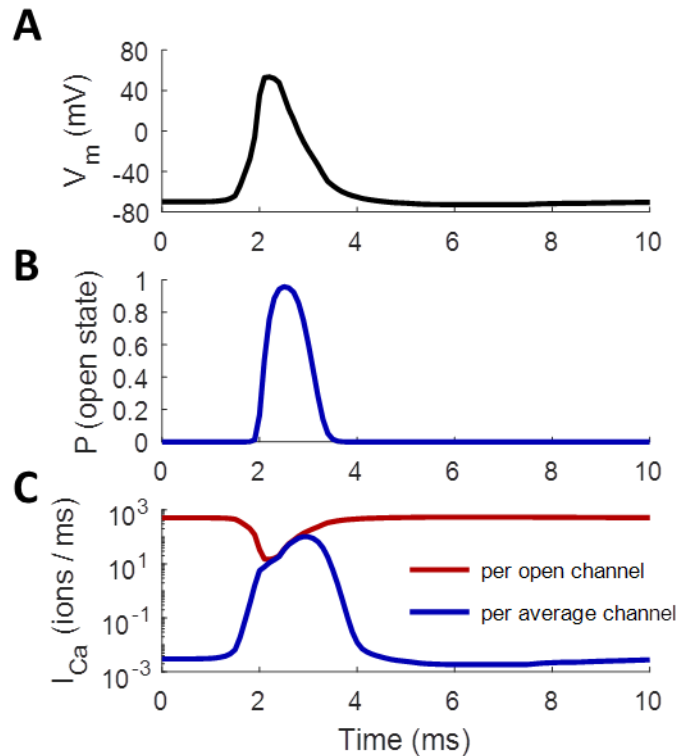 A
80
40
0
-40
-80
V_m (mV)
0 2 4 6 8 10
B
1
0.8
0.6
0.4
0.2
0
P (open state)
0 2 4 6 8 10
C
10^3
10^1
10^-1
10^-3
I_Ca (ions / ms)
per open channel
per average channel
0 2 4 6 8 10
Time (ms)